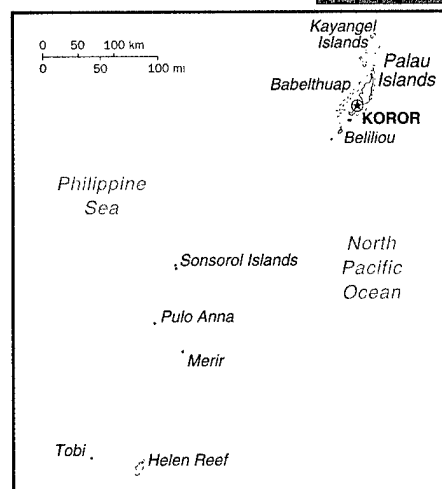 Kayangel
Islands
0 50 100 km
0 50 100 mi
Palau
Islands
Babelthuap
KOROR
Beliliou
Philippine
Sea
North
Pacific
Ocean
Sonsorol Islands
Pulo Anna
Merir
Tobi
Helen Reef